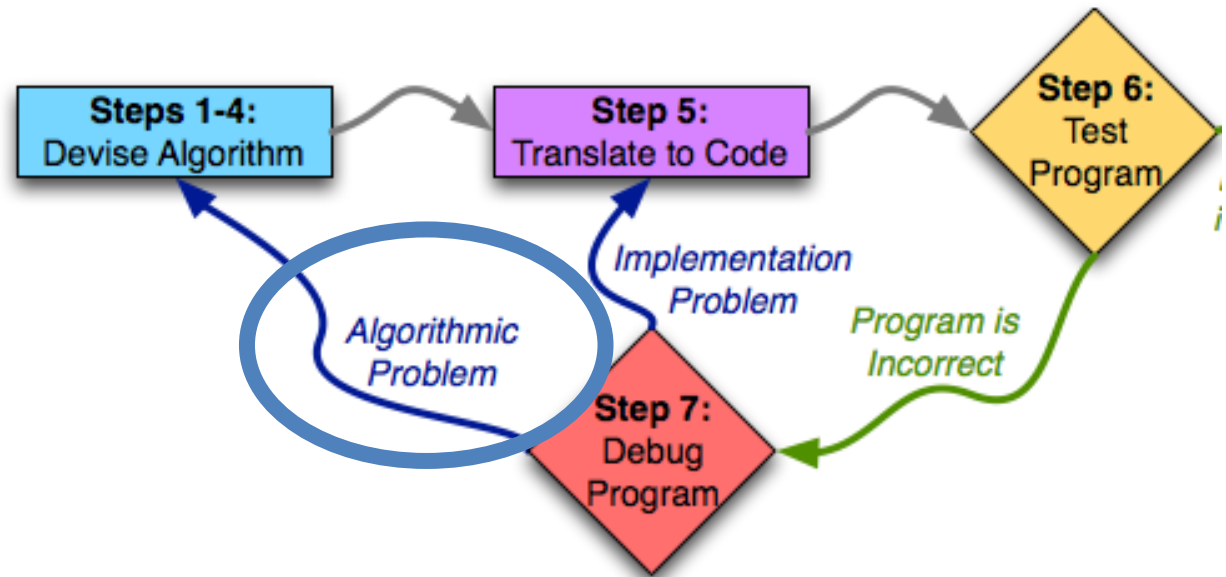 Steps 1-4:
Devise Algorithm
Step 5:
Translate to Code
Step 6:
Test
Program
Implementation
Problem
Algorithmic
Problem
Program is
Incorrect
Step 7:
Debug
Program